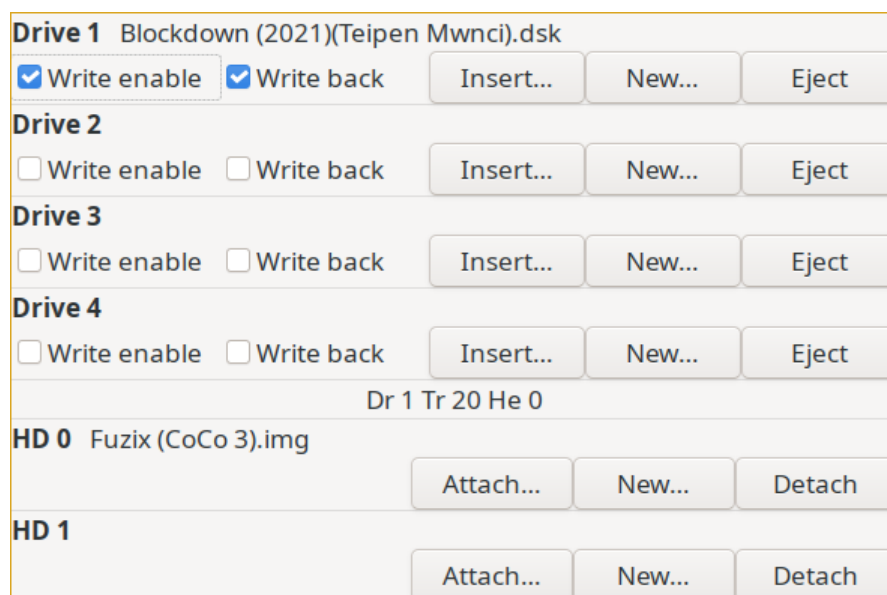 Drive 1 Blockdown (2021)(Teipen Mwnci).dsk
Write enable Write back Insert... New... Eject
Drive 2
Write enable Write back Insert... New... Eject
Drive 3
Write enable Write back Insert... New... Eject
Drive 4
Write enable Write back Insert... New... Eject
Dr 1 Tr 20 He 0
HD 0 Fuzix (CoCo 3).img
Attach... New... Detach
HD 1
Attach... New... Detach